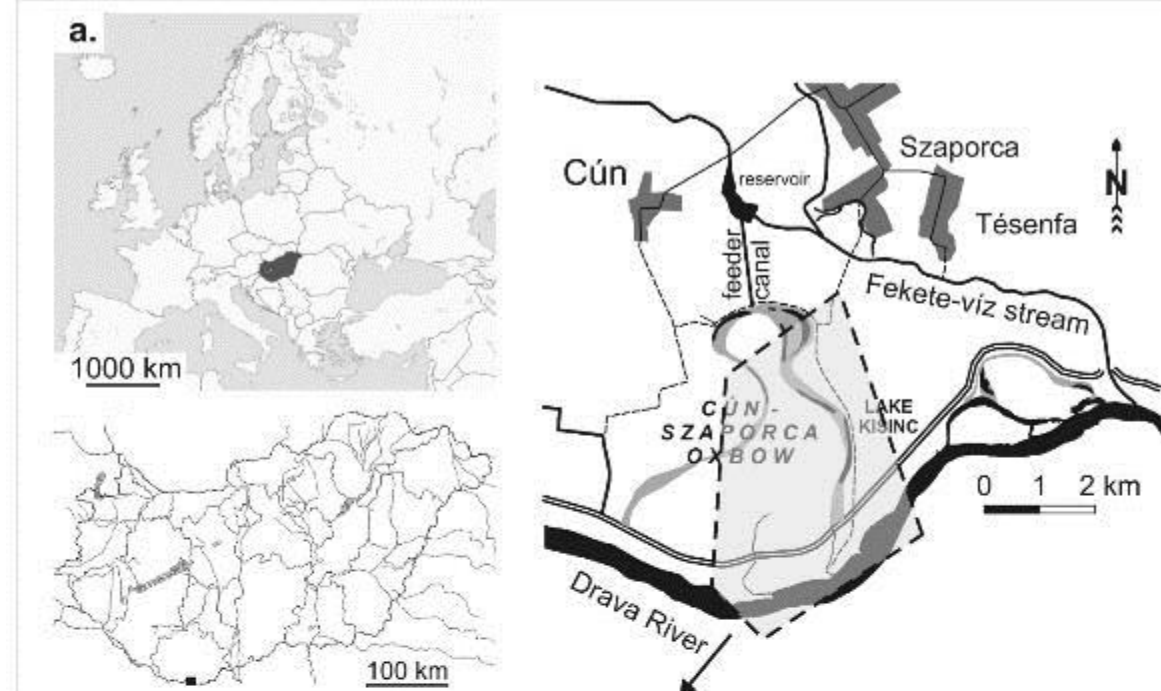 a.
1000 km
100 km
Cún
reservoir
Szaporca
N
Tésenfa
feeder
canal
Fekete-víz stream
CÚN -
SZAPORCA
OXBOW
LAKE
KISINC
0 1 2 km
Drava River